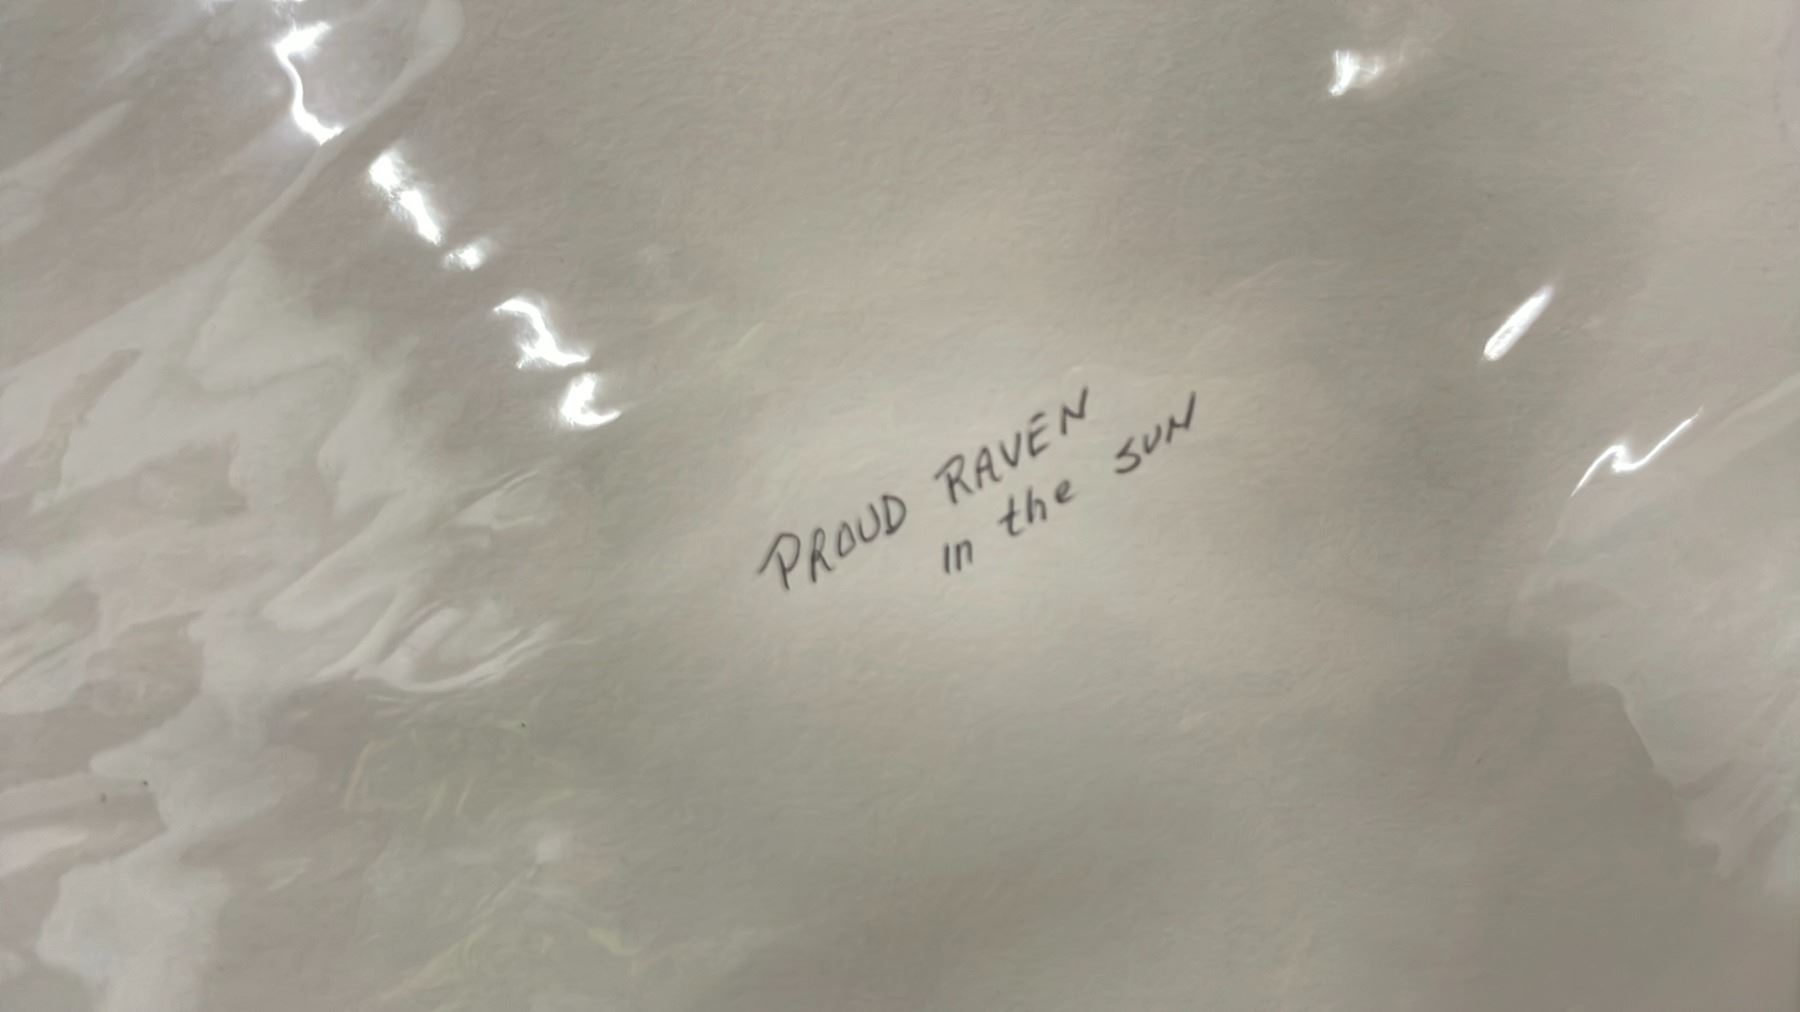 PROUD RAVEN
in the SUN